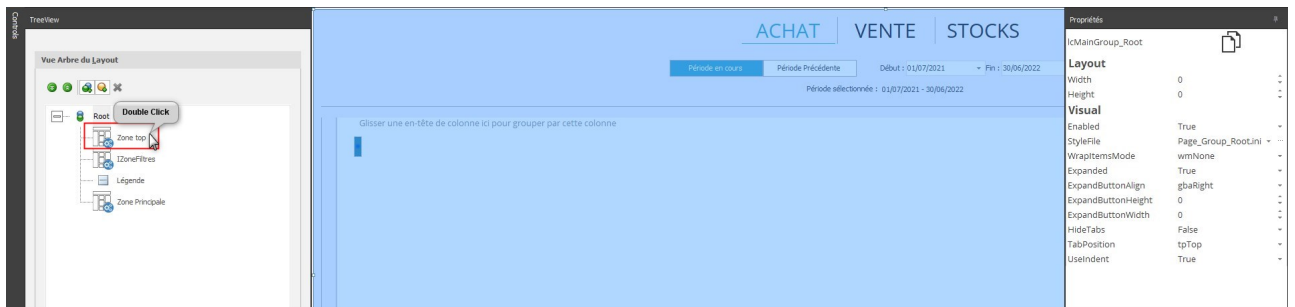 Controls
TreeView
Vue Arbre du Layout
Root
Double Click
Zone top
IZoneFiltres
Légende
Zone Principale
ACHAT VENTE STOCKS
Période en cours Période Précédente Début : 01/07/2021 Fin : 30/06/2022
Période sélectionnée : 01/07/2021 - 30/06/2022
Glisser une en-tête de colonne ici pour grouper par cette colonne
Propriétés
lcMainGroup_Root
Layout
Width 0
Height 0
Visual
Enabled True
StyleFile Page_Group_Root.ini
WrapItemsMode wmNone
Expanded True
ExpandButtonAlign gbaRight
ExpandButtonHeight 0
ExpandButtonWidth 0
HideTabs False
TabPosition tpTop
UseIndent True